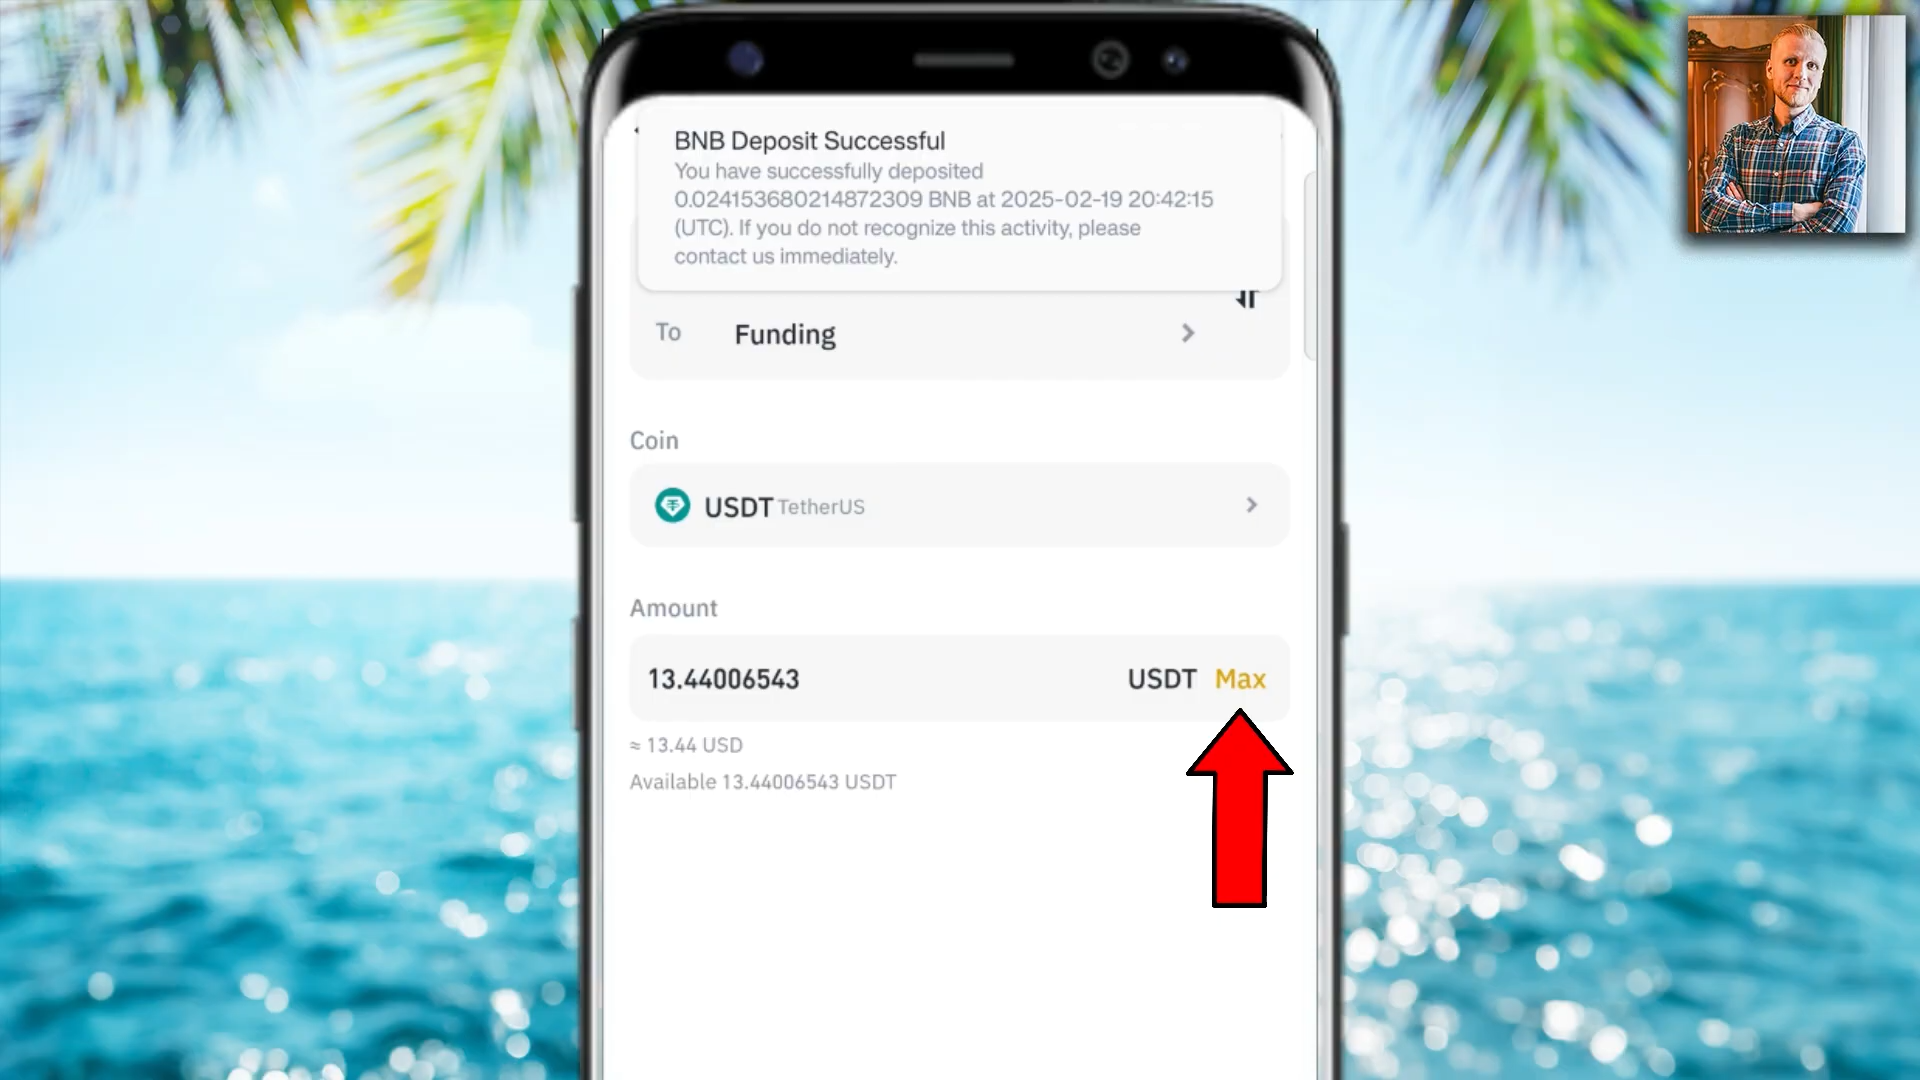 BNB Deposit Successful
You have successfully deposited
0.024153680214872309 BNB at 2025-02-19 20:42:15
(UTC). If you do not recognize this activity, please
contact us immediately.
To Funding
Coin
USDT TetherUS
Amount
13.44006543 USDT Max
≈ 13.44 USD
Available 13.44006543 USDT